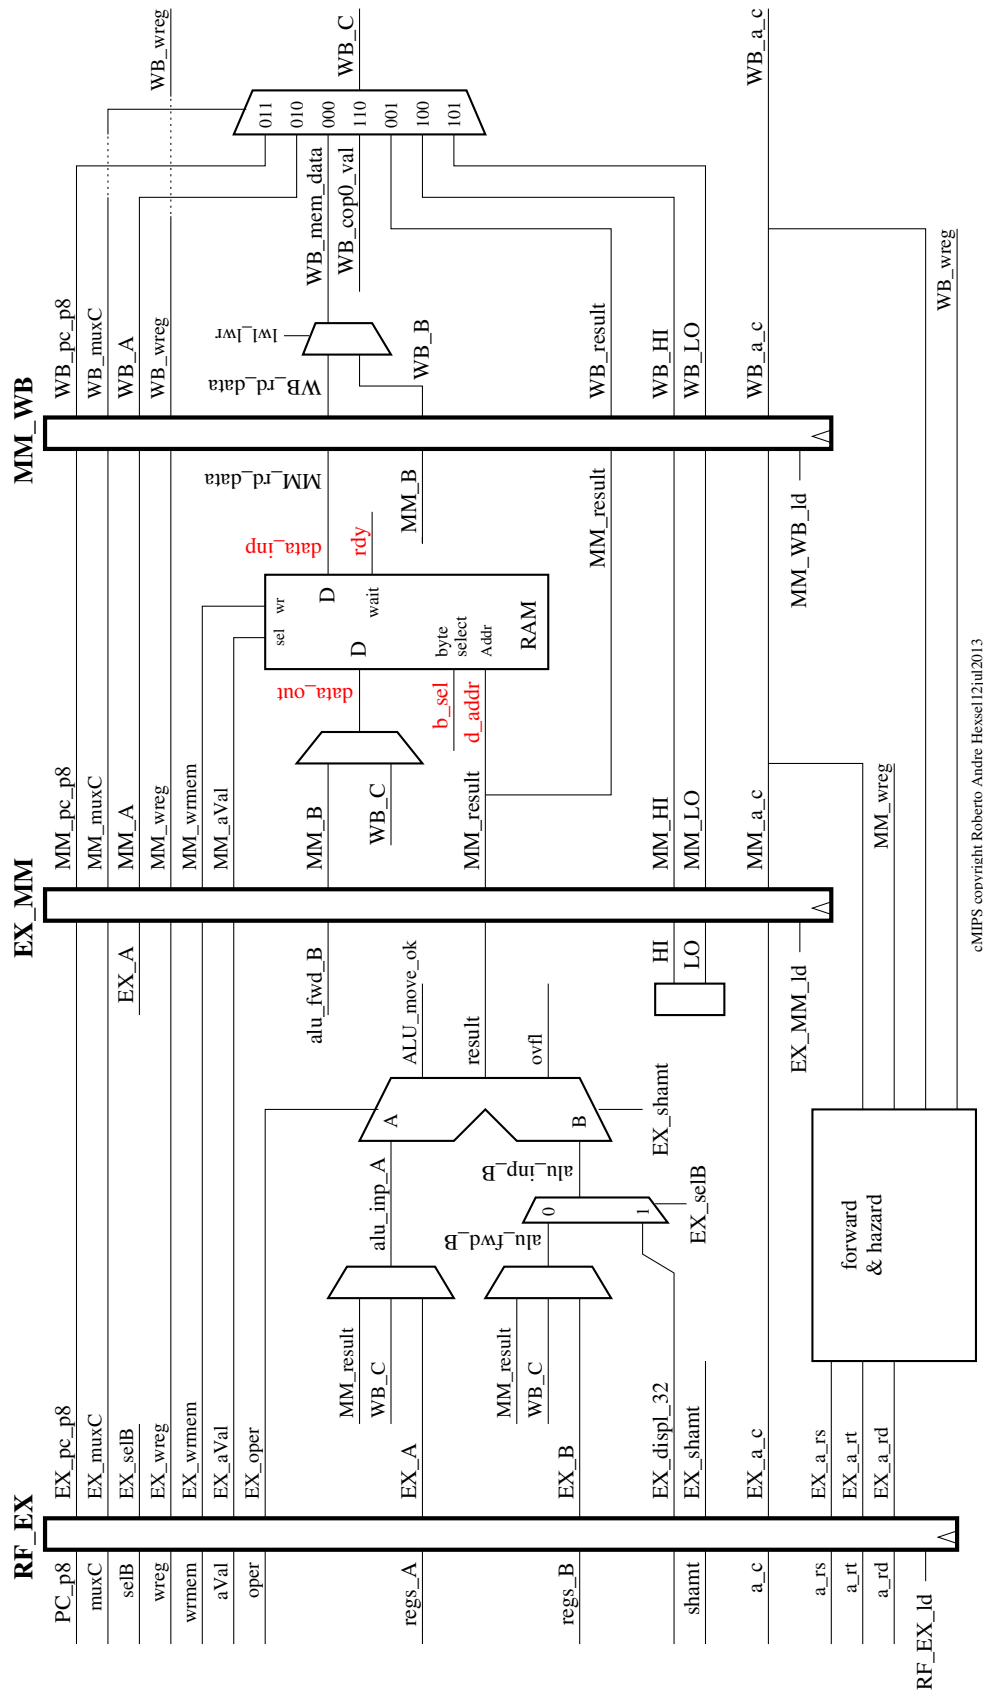 RF_EX
EX_MM
MM_WB
PC_p8
muxC
selB
wreg
wrmem
aVal
oper
regs_A
regs_B
shamt
a_c
a_rs
a_rt
a_rd
RF_EX_ld
EX_pc_p8
EX_muxC
EX_selB
EX_wreg
EX_wrmem
EX_aVal
EX_oper
EX_A
EX_B
EX_displ_32
EX_shamt
EX_a_c
EX_a_rs
EX_a_rt
EX_a_rd
MM_result
WB_C
MM_result
WB_C
alu_inp_A
alu_fwd_B
0
1
alu_inp_B
EX_selB
A
B
EX_shamt
forward
& hazard
EX_A
alu_fwd_B
ALU_move_ok
result
ovfl
HI
LO
EX_MM_ld
MM_pc_p8
MM_muxC
MM_A
MM_wreg
MM_wrmem
MM_aVal
MM_B
WB_C
MM_result
MM_HI
MM_LO
MM_a_c
MM_wreg
data_out
b_sel
d_addr
sel
wr
D
D
wait
byte
select
Addr
RAM
data_inp
rdy
MM_rd_data
MM_B
MM_result
MM_WB_ld
WB_pc_p8
WB_muxC
WB_A
WB_wreg
WB_rd_data
lwl_lwr
WB_B
WB_result
WB_HI
WB_LO
WB_a_c
WB_mem_data
WB_cop0_val
WB_wreg
011
010
000
110
001
100
101
WB_wreg
WB_C
WB_a_c
cMIPS copyright Roberto Andre Hexsel12jul2013